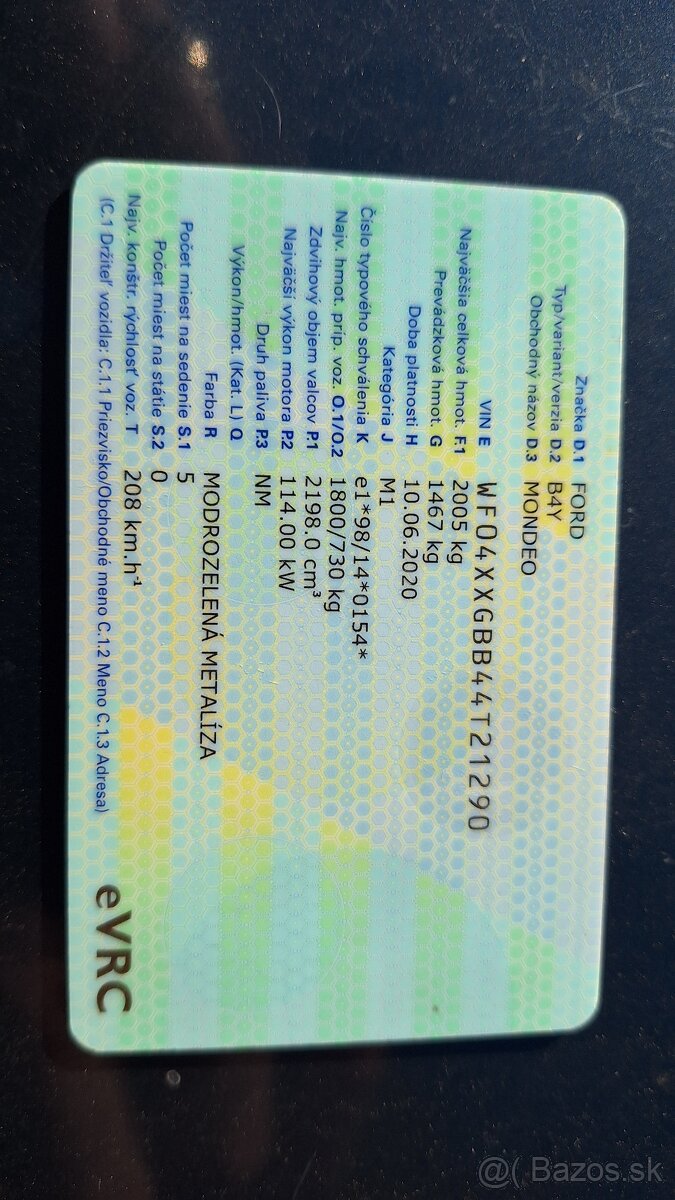 Značka D.1 FORD
Typ/variant/verzia D.2 B4Y
Obchodný názov D.3 MONDEO
VIN E WF04XXGBB44T21290
Najväčšia celková hmot. F.1 2005 kg
Prevádzková hmot. G 1467 kg
Doba platnosti H 10.06.2020
Kategória J M1
Číslo typového schválenia K e1*98/14*0154*
Najv. hmot. príp. voz. O.1/O.2 1800/730 kg
Zdvihový objem valcov P.1 2198.0 cm³
Najväčší výkon motora P.2 114.00 kW
Druh paliva P.3 NM
Výkon/hmot. (Kat. L) Q
Farba R MODROZELENÁ METALÍZA
Počet miest na sedenie S.1 5
Počet miest na státie S.2 0
Najv. konštr. rýchlosť voz. T 208 km.h⁻¹
(C.1 Držiteľ vozidla: C.1.1 Priezvisko/Obchodné meno C.1.2 Meno C.1.3 Adresa)
eVRC
@( Bazos.sk